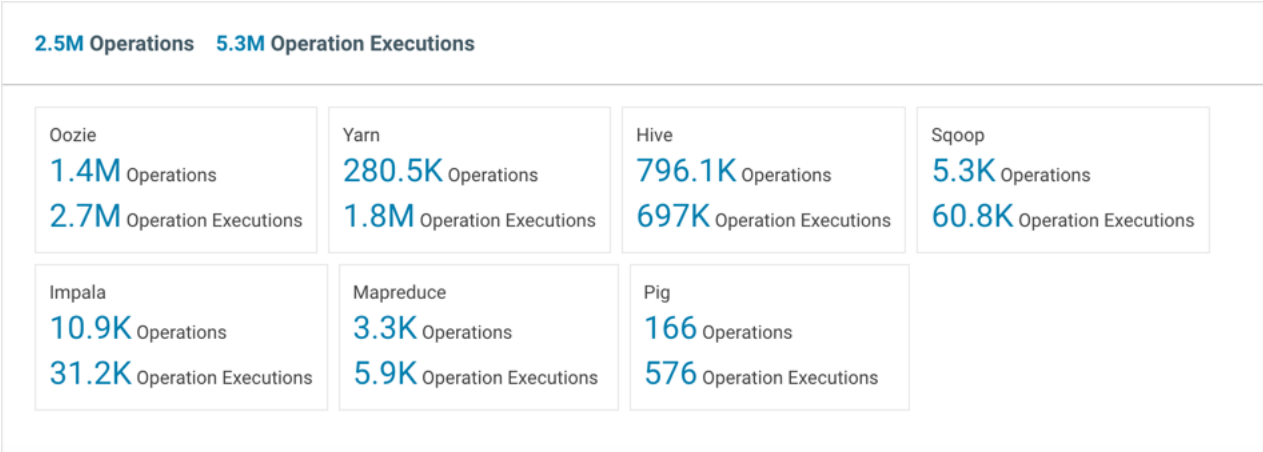 2.5M Operations 5.3M Operation Executions
Oozie
1.4M Operations
2.7M Operation Executions
Yarn
280.5K Operations
1.8M Operation Executions
Hive
796.1K Operations
697K Operation Executions
Sqoop
5.3K Operations
60.8K Operation Executions
Impala
10.9K Operations
31.2K Operation Executions
Mapreduce
3.3K Operations
5.9K Operation Executions
Pig
166 Operations
576 Operation Executions